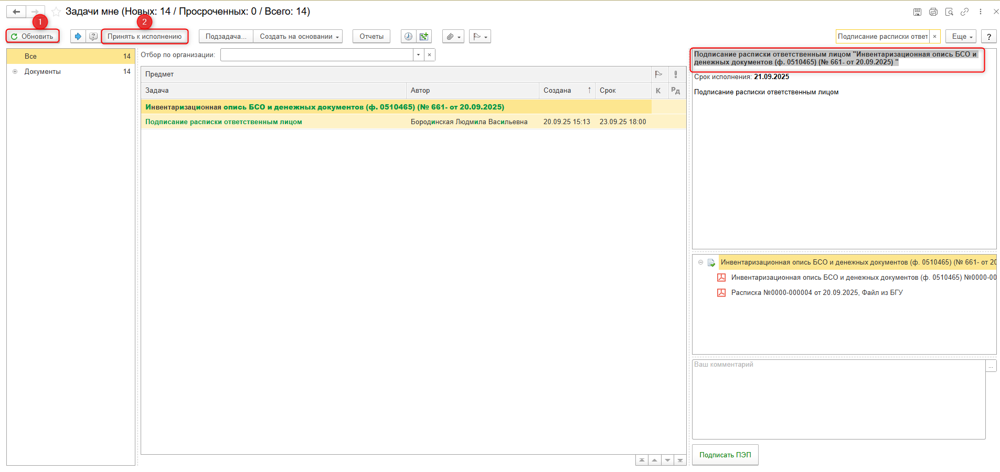 Задачи мне (Новых: 14 / Просроченных: 0 / Всего: 14)
1
2
Обновить
Принять к исполнению
Подзадача...
Создать на основании
Отчеты
Подписание расписки ответ
×
Еще
?
Все 14
Документы 14
Отбор по организации:
Предмет
Задача Автор Создана ↑ Срок К Рд
Инвентаризационная опись БСО и денежных документов (ф. 0510465) (№ 661- от 20.09.2025)
Подписание расписки ответственным лицом Бородинская Людмила Васильевна 20.09.25 15:13 23.09.25 18:00
Подписание расписки ответственным лицом "Инвентаризационная опись БСО и
денежных документов (ф. 0510465) (№ 661- от 20.09.2025) "
Срок исполнения: 21.09.2025
Подписание расписки ответственным лицом
Инвентаризационная опись БСО и денежных документов (ф. 0510465) (№ 661- от 20
Инвентаризационная опись БСО и денежных документов (ф. 0510465) №0000-00
Расписка №0000-000004 от 20.09.2025, Файл из БГУ
Ваш комментарий
...
Подписать ПЭП